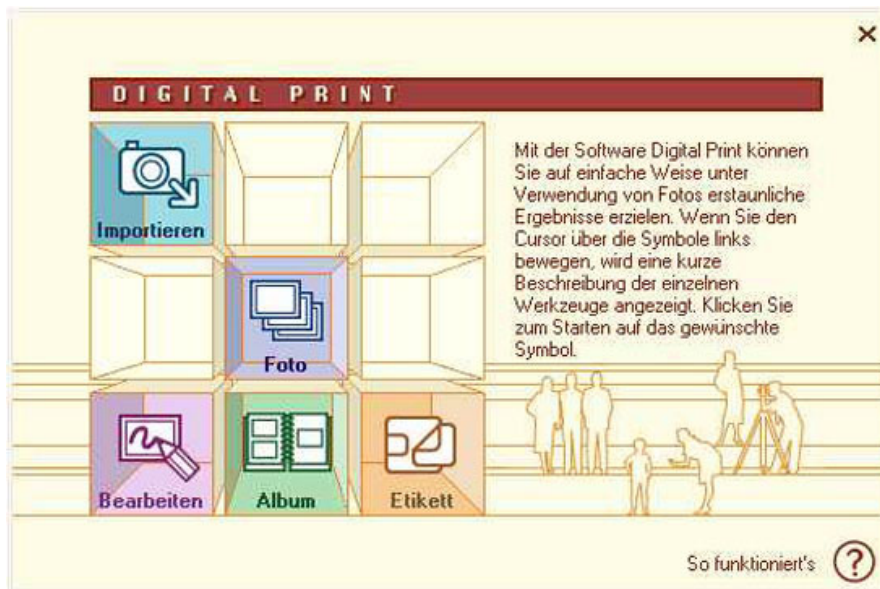 DIGITAL PRINT
Importieren
Mit der Software Digital Print können
Sie auf einfache Weise unter
Verwendung von Fotos erstaunliche
Ergebnisse erzielen. Wenn Sie den
Cursor über die Symbole links
bewegen, wird eine kurze
Beschreibung der einzelnen
Werkzeuge angezeigt. Klicken Sie
zum Starten auf das gewünschte
Symbol.
Foto
Bearbeiten
Album
Etikett
So funktioniert's ?